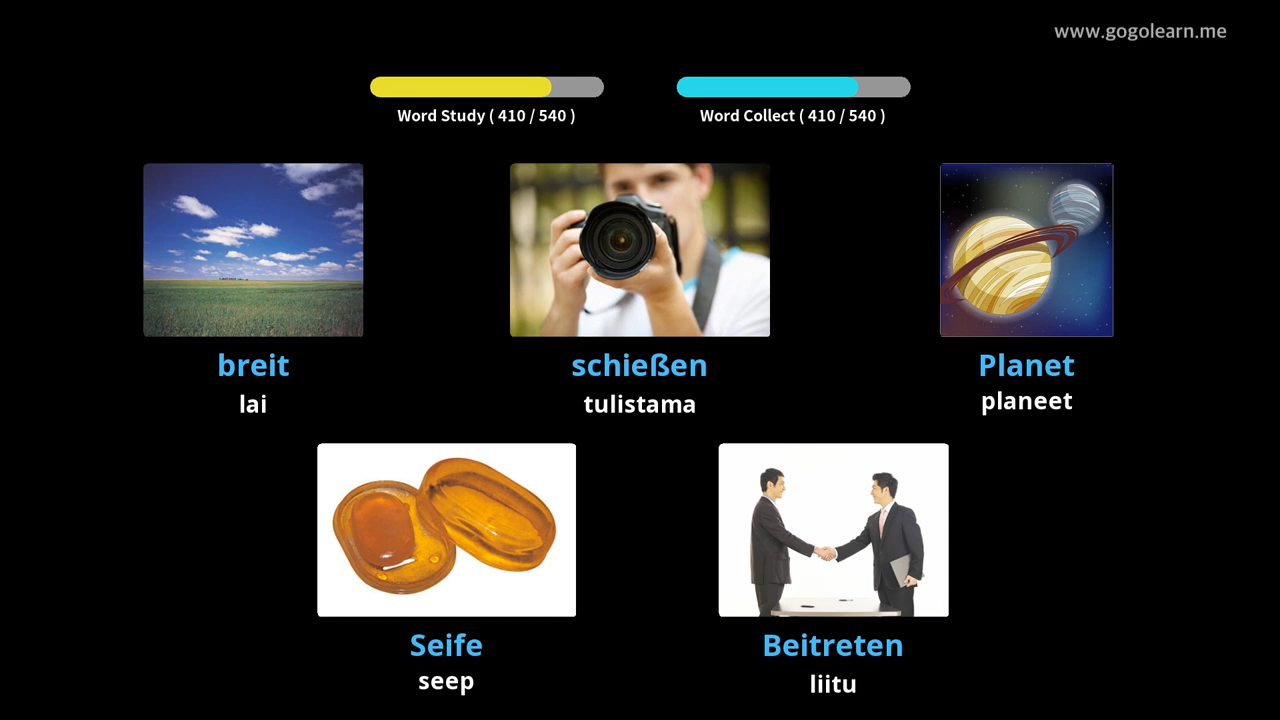 www.gogolearn.me
Word Study ( 410 / 540 )
Word Collect ( 410 / 540 )
breit
lai
schießen
tulistama
Planet
planeet
Seife
seep
Beitreten
liitu